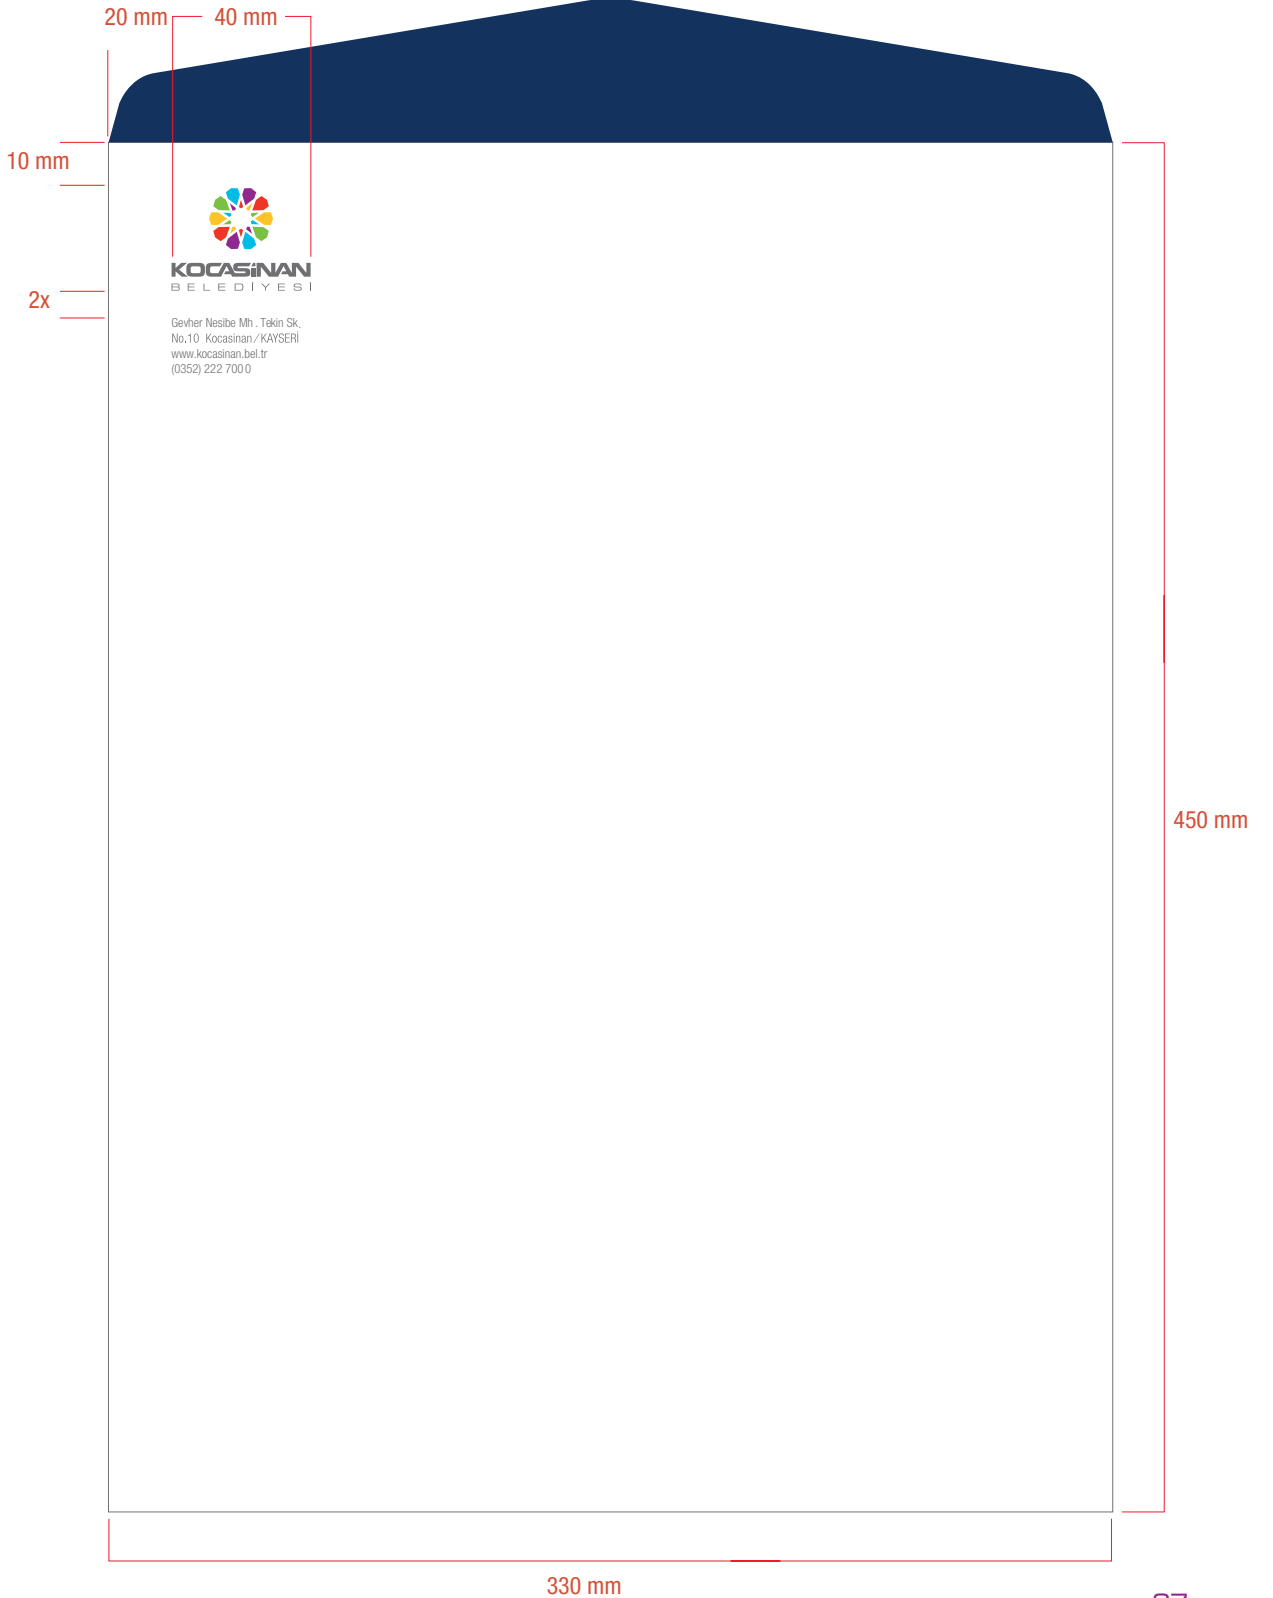 20 mm 40 mm
10 mm
KOCASİNAN
BELEDİYESİ
2x
Gevher Nesibe Mh . Tekin Sk.
No.10 Kocasinan/KAYSERİ
www.kocasinan.bel.tr
(0352) 222 7000
450 mm
330 mm